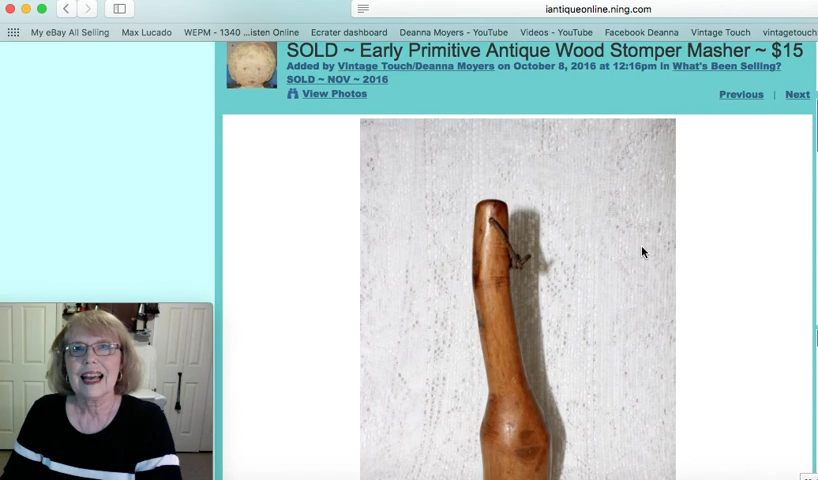 iantiqueonline.ning.com
My eBay All Selling Max Lucado WEPM - 1340 ...isten Online Ecrater dashboard Deanna Moyers - YouTube Videos - YouTube Facebook Deanna Vintage Touch vintagetouch
SOLD ~ Early Primitive Antique Wood Stomper Masher ~ $15
Added by Vintage Touch/Deanna Moyers on October 8, 2016 at 12:16pm in What's Been Selling?
SOLD ~ NOV ~ 2016
View Photos Previous | Next